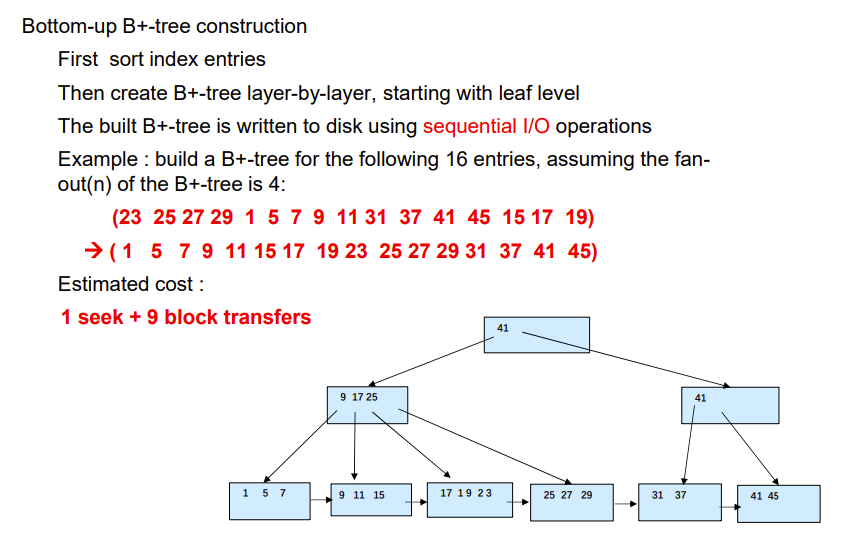 Bottom-up B+-tree construction
First sort index entries
Then create B+-tree layer-by-layer, starting with leaf level
The built B+-tree is written to disk using sequential I/O operations
Example : build a B+-tree for the following 16 entries, assuming the fan-
out(n) of the B+-tree is 4:
(23 25 27 29 1 5 7 9 11 31 37 41 45 15 17 19)
→ ( 1 5 7 9 11 15 17 19 23 25 27 29 31 37 41 45)
Estimated cost :
1 seek + 9 block transfers
41
9 17 25
41
1 5 7
9 11 15
17 1 9 2 3
25 27 29
31 37
41 45